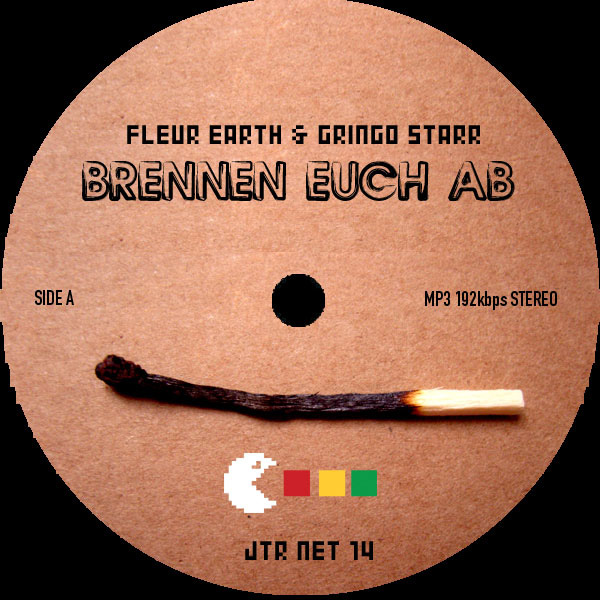 FLEUR EARTH & GRINGO STARR
BRENNEN EUCH AB
SIDE A
MP3 192kbps STEREO
JTR NET 14